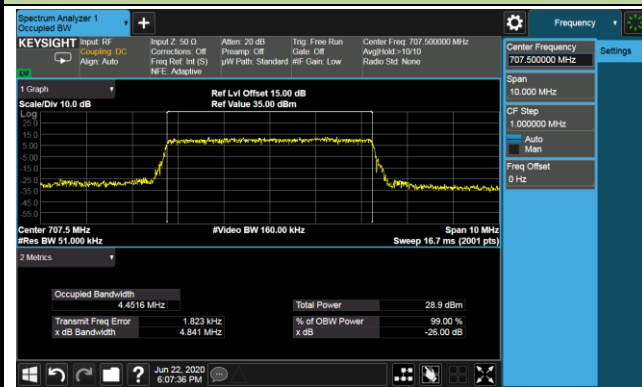 Spectrum Analyzer 1
Occupied BW
Frequency
KEYSIGHT
Input: RF
Coupling: DC
Align: Auto
Input Z: 50 Ω
Corrections: Off
Freq Ref: Int (S)
NFE: Adaptive
Atten: 20 dB
Preamp: Off
µW Path: Standard
Trig: Free Run
Gate: Off
#IF Gain: Low
Center Freq: 707.500000 MHz
Avg|Hold:>10/10
Radio Std: None
1 Graph
Scale/Div 10.0 dB
Ref Lvl Offset 15.00 dB
Ref Value 35.00 dBm
Log
25.0
15.0
5.00
-5.00
-15.0
-25.0
-35.0
-45.0
-55.0
Center 707.5 MHz
#Video BW 160.00 kHz
Span 10 MHz
#Res BW 51.000 kHz
Sweep 16.7 ms (2001 pts)
2 Metrics
Occupied Bandwidth
4.4516 MHz
Total Power 28.9 dBm
Transmit Freq Error 1.823 kHz
% of OBW Power 99.00 %
x dB Bandwidth 4.841 MHz
x dB -26.00 dB
Jun 22, 2020
6:07:36 PM
Center Frequency
707.500000 MHz
Settings
Span
10.000 MHz
CF Step
1.000000 MHz
Auto
Man
Freq Offset
0 Hz